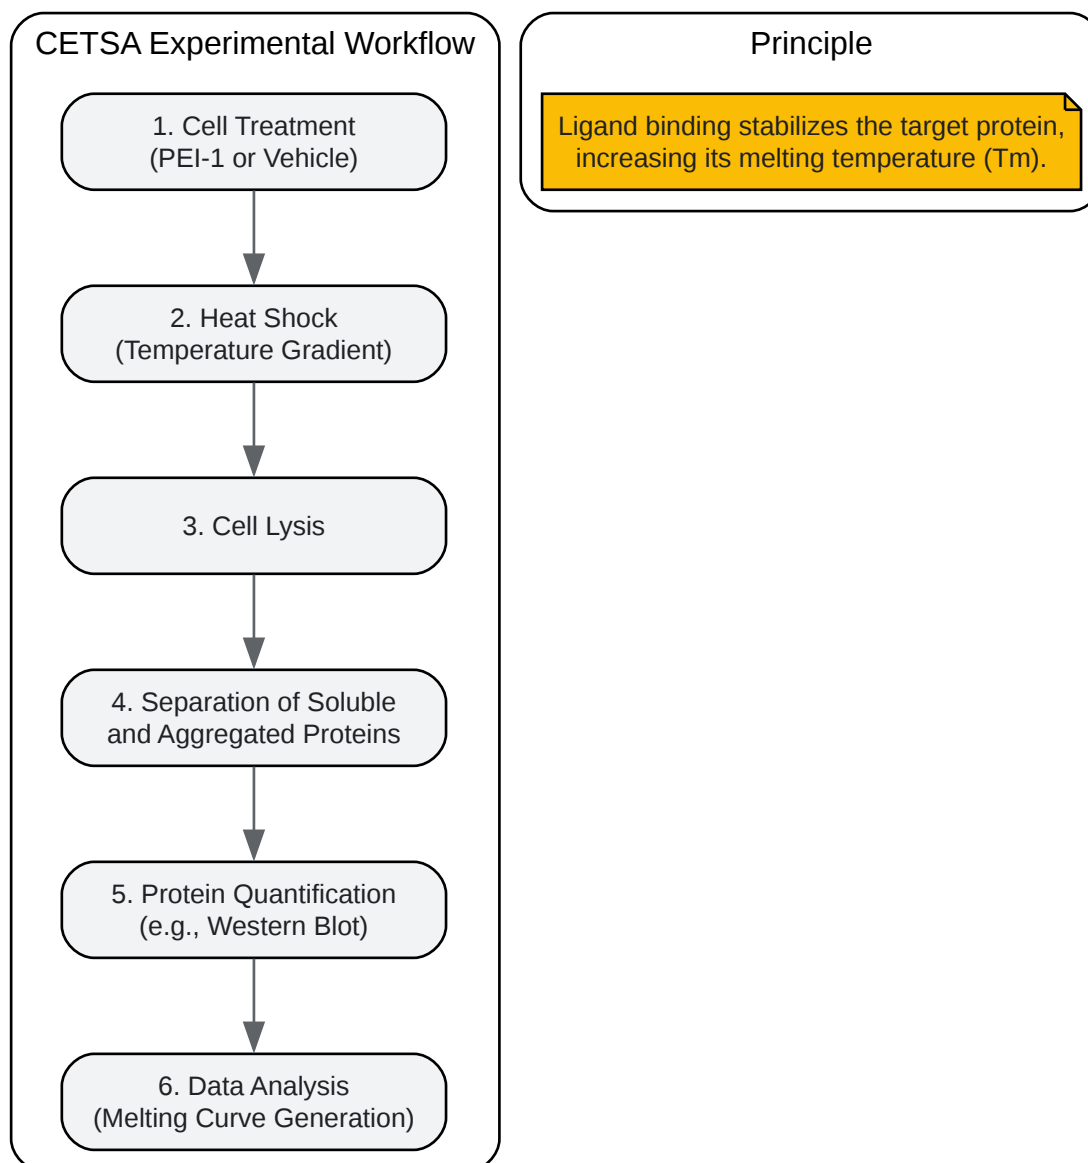 CETSA Experimental Workflow
1. Cell Treatment
(PEI-1 or Vehicle)
2. Heat Shock
(Temperature Gradient)
3. Cell Lysis
4. Separation of Soluble
and Aggregated Proteins
5. Protein Quantification
(e.g., Western Blot)
6. Data Analysis
(Melting Curve Generation)
Principle
Ligand binding stabilizes the target protein,
increasing its melting temperature (Tm).